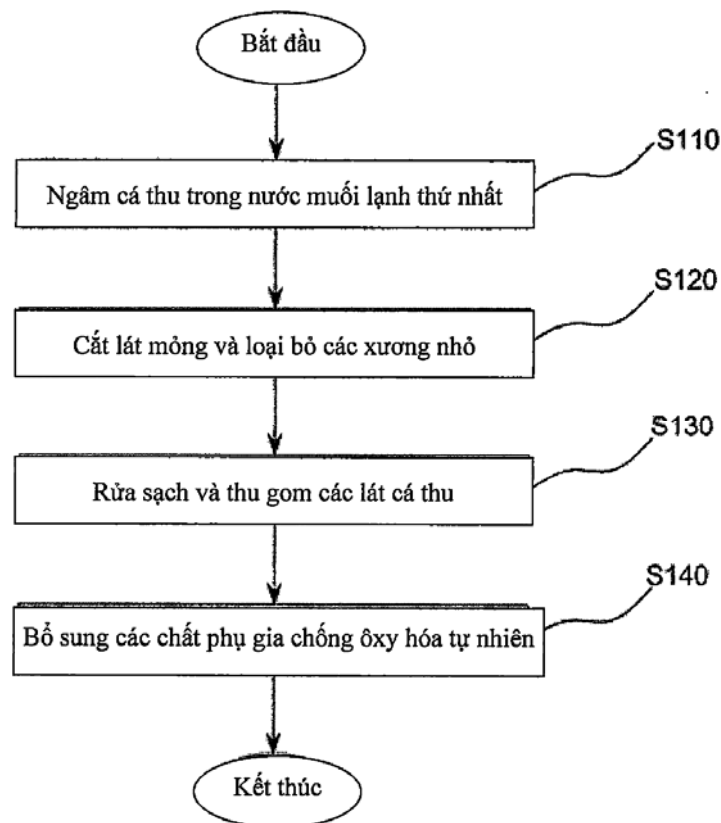 Bắt đầu
S110
Ngâm cá thu trong nước muối lạnh thứ nhất
S120
Cắt lát mỏng và loại bỏ các xương nhỏ
S130
Rửa sạch và thu gom các lát cá thu
S140
Bổ sung các chất phụ gia chống ôxy hóa tự nhiên
Kết thúc